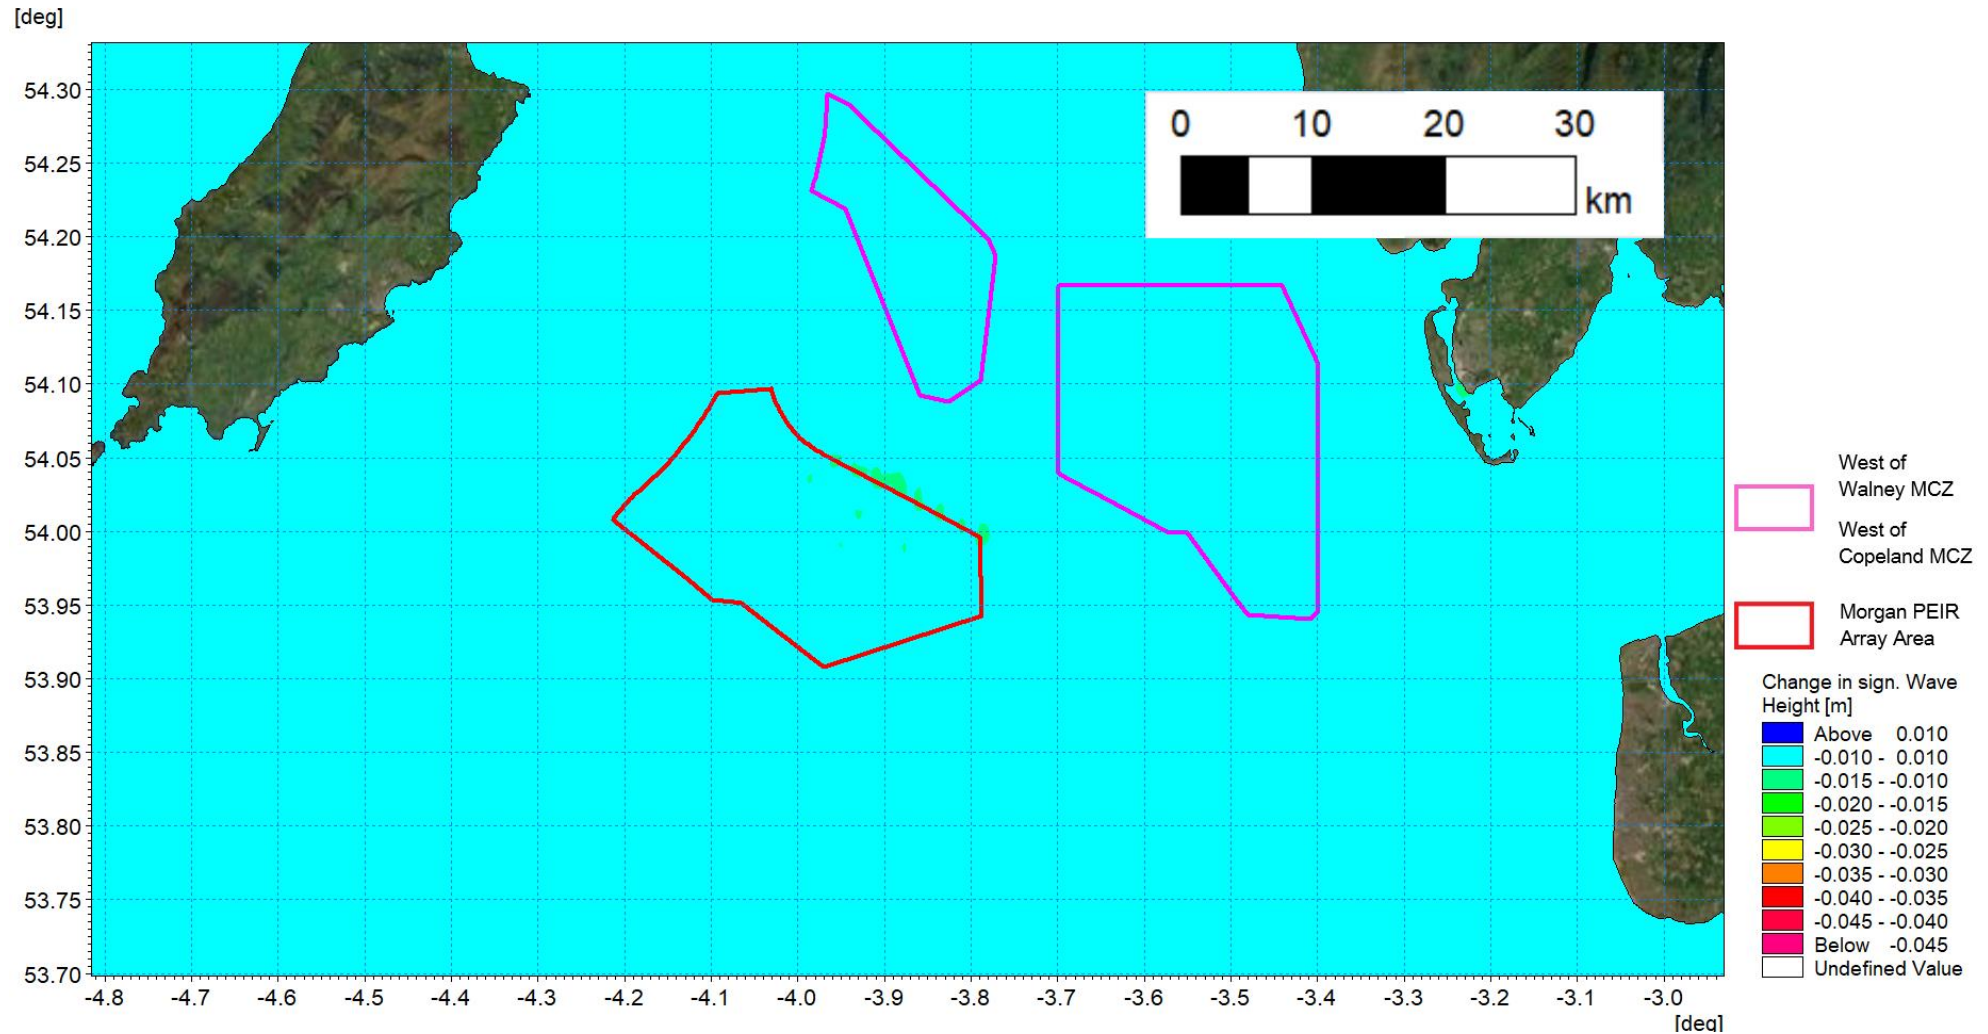 [deg]
54.30
54.25
54.20
54.15
54.10
54.05
54.00
53.95
53.90
53.85
53.80
53.75
53.70
-4.8 -4.7 -4.6 -4.5 -4.4 -4.3 -4.2 -4.1 -4.0 -3.9 -3.8 -3.7 -3.6 -3.5 -3.4 -3.3 -3.2 -3.1 -3.0
[deg]
0 10 20 30
km
West of
Walney MCZ
West of
Copeland MCZ
Morgan PEIR
Array Area
Change in sign. Wave
Height [m]
Above 0.010
-0.010 - 0.010
-0.015 - -0.010
-0.020 - -0.015
-0.025 - -0.020
-0.030 - -0.025
-0.035 - -0.030
-0.040 - -0.035
-0.045 - -0.040
Below -0.045
Undefined Value